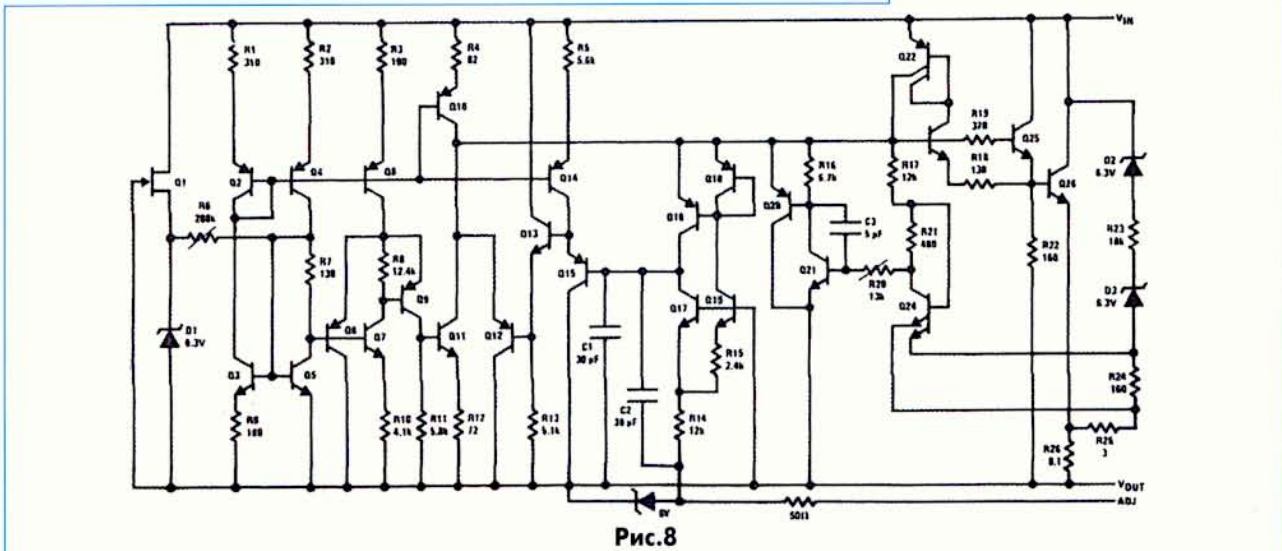 VIN
R1
310
R2
310
R3
190
R4
82
R5
5.6k
Q22
R19
370
Q25
R18
130
Q26
D2
6.3V
Q1
Q2
Q4
Q8
Q10
Q14
Q18
Q16
R16
6.7k
Q20
C3
5 pF
R17
12k
R21
400
R22
160
R23
18k
D3
6.3V
R6
200k
R7
130
R8
12.4k
Q9
Q13
Q15
Q21
R20
13k
Q24
D1
6.3V
Q6
Q7
Q11
Q12
C1
30 pF
Q17
Q15
R15
2.4k
R24
160
Q3
Q5
R9
180
R10
4.1k
R11
5.8k
R12
72
R13
5.1k
C2
30 pF
R14
12k
R26
0.1
R25
3
VOUT
6V
50Ω
ADJ
Рис.8